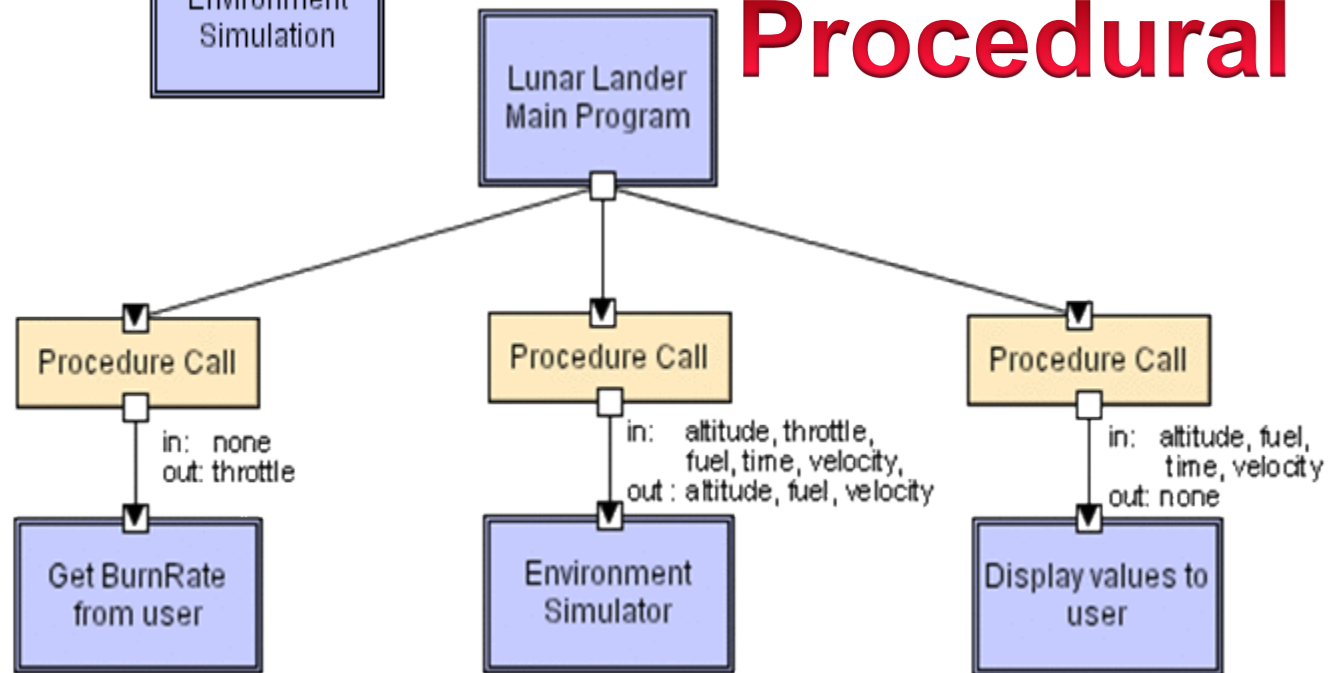 Environment
Simulation
Procedural
Lunar Lander
Main Program
Procedure Call
Procedure Call
Procedure Call
in: none
out: throttle
in: altitude, throttle,
fuel, time, velocity,
out : altitude, fuel, velocity
in: altitude, fuel,
time, velocity
out: none
Get BurnRate
from user
Environment
Simulator
Display values to
user